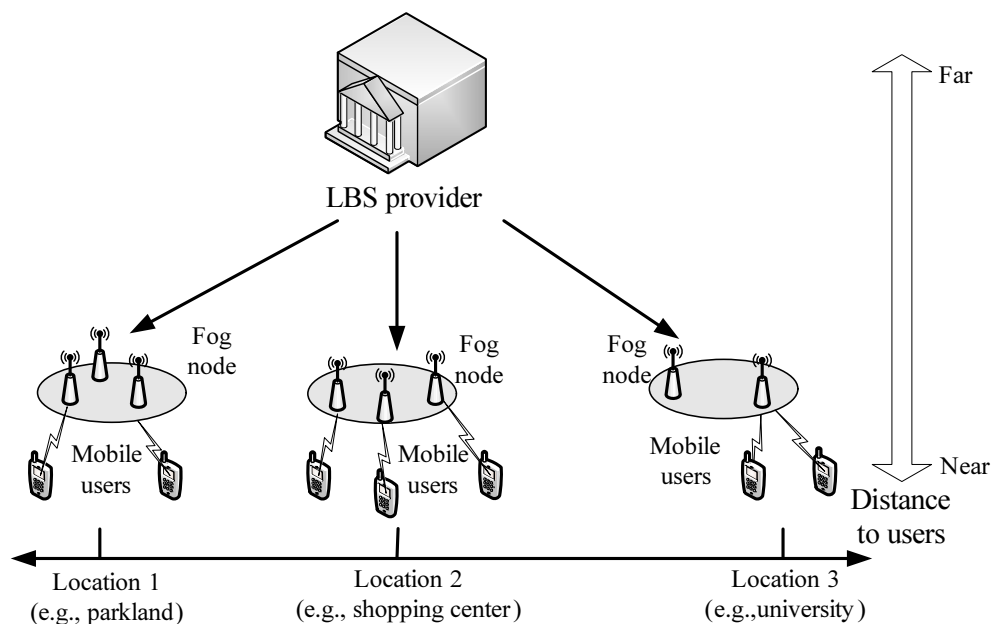 Far
LBS provider
Fog
node
Fog
node
Fog
node
Mobile
users
Mobile
users
Mobile
users
Near
Distance
to users
Location 1
(e.g., parkland)
Location 2
(e.g., shopping center)
Location 3
(e.g.,university)